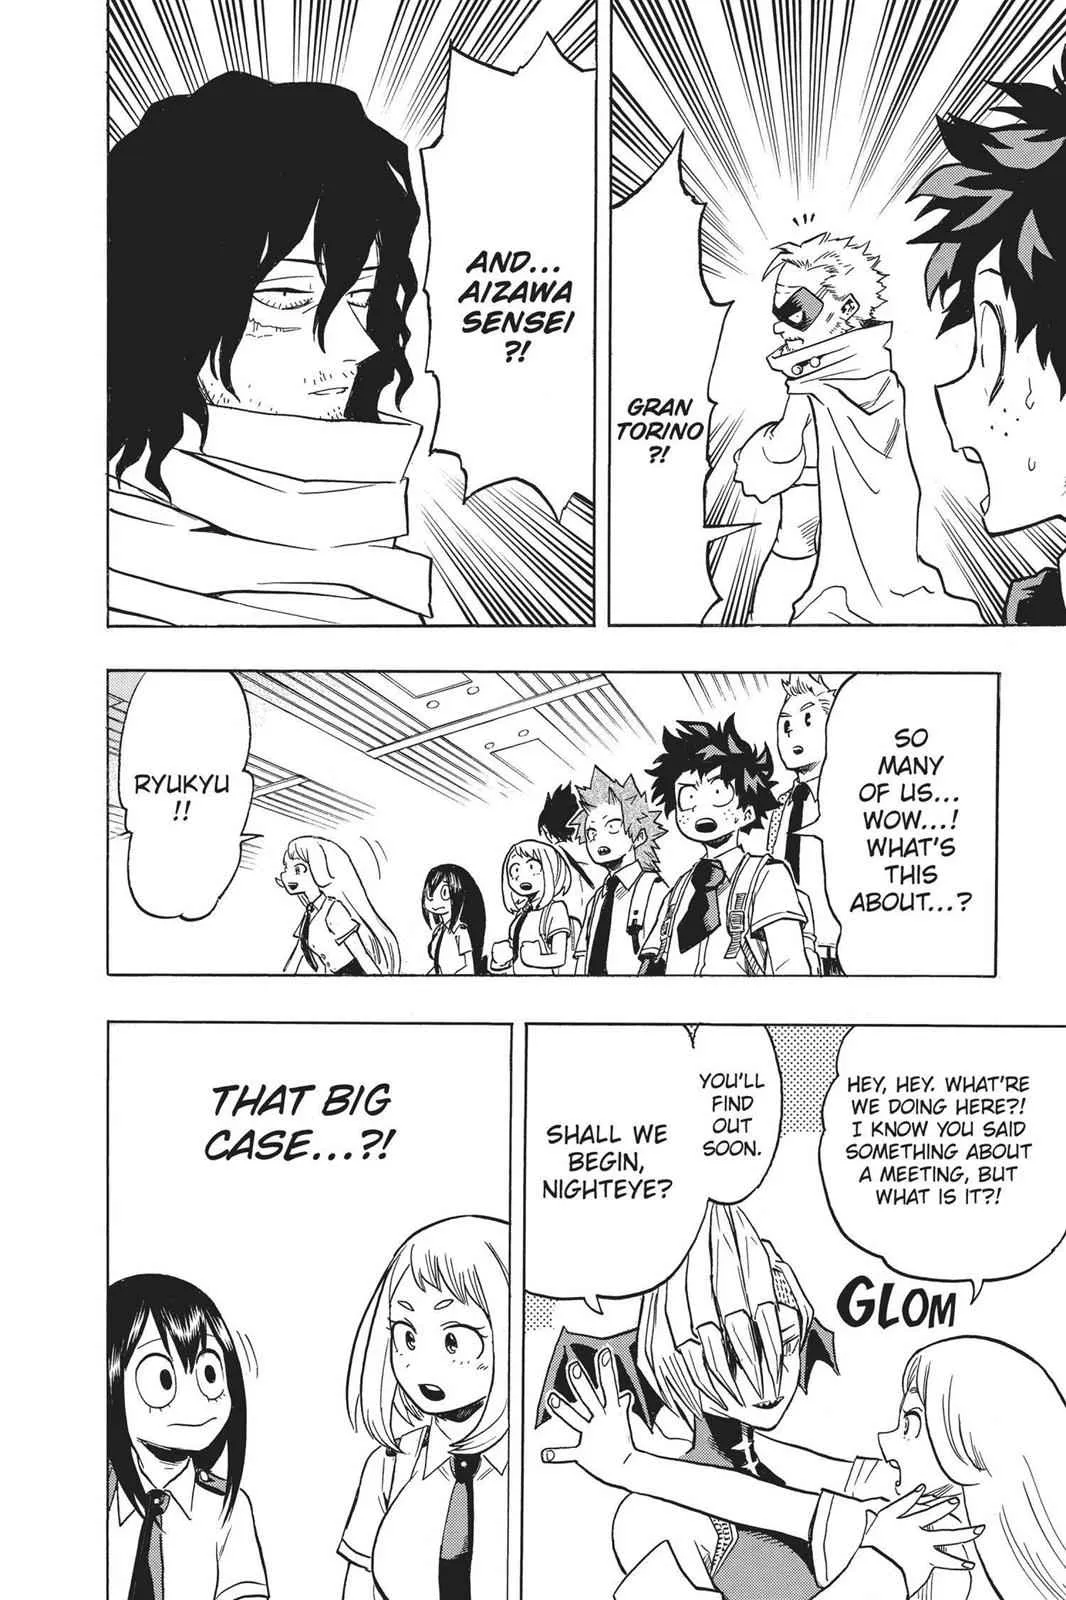 GRAN
TORINO
?!
AND...
AIZAWA
SENSEI
?!
SO
MANY
OF US...
WOW...!
WHAT'S
THIS
ABOUT...?
RYUKYU
!!
HEY, HEY. WHAT'RE
WE DOING HERE?!
I KNOW YOU SAID
SOMETHING ABOUT
A MEETING, BUT
WHAT IS IT?!
GLOM
YOU'LL
FIND
OUT
SOON.
SHALL WE
BEGIN,
NIGHTEYE?
THAT BIG
CASE...?!